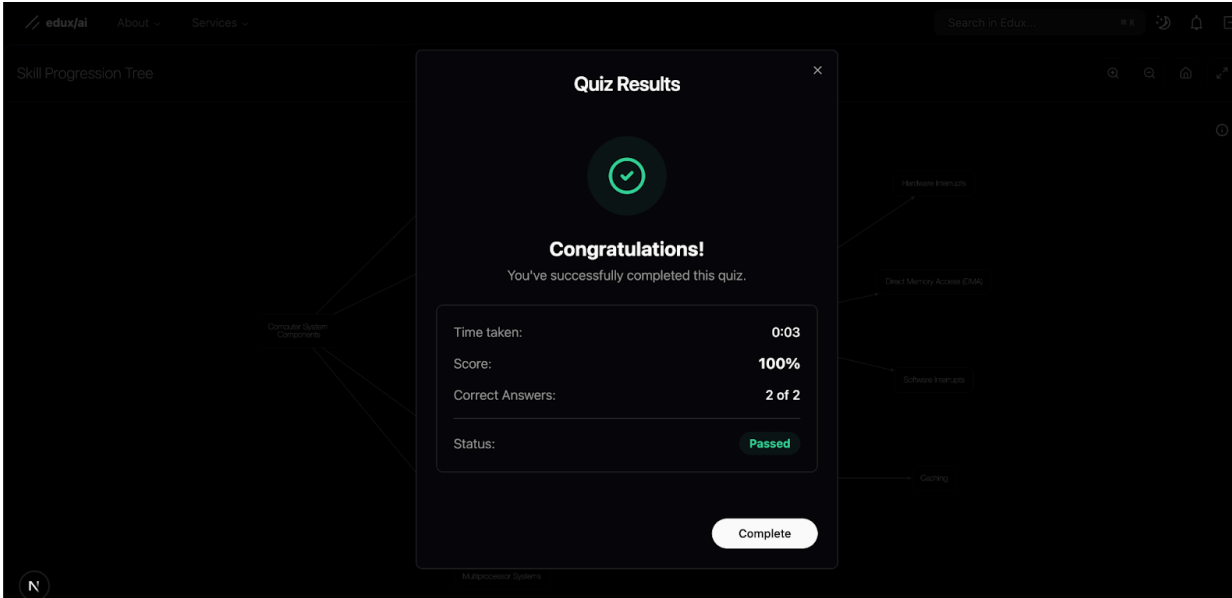 edux/ai About Services Search in Edux... ⌘ K
Skill Progression Tree
Quiz Results
Hardware Interrupts
Congratulations!
You've successfully completed this quiz.
Direct Memory Access (DMA)
Computer System
Components
Time taken: 0:03
Score: 100%
Software Interrupts
Correct Answers: 2 of 2
Status: Passed
Caching
Complete
Multiprocessor Systems
N